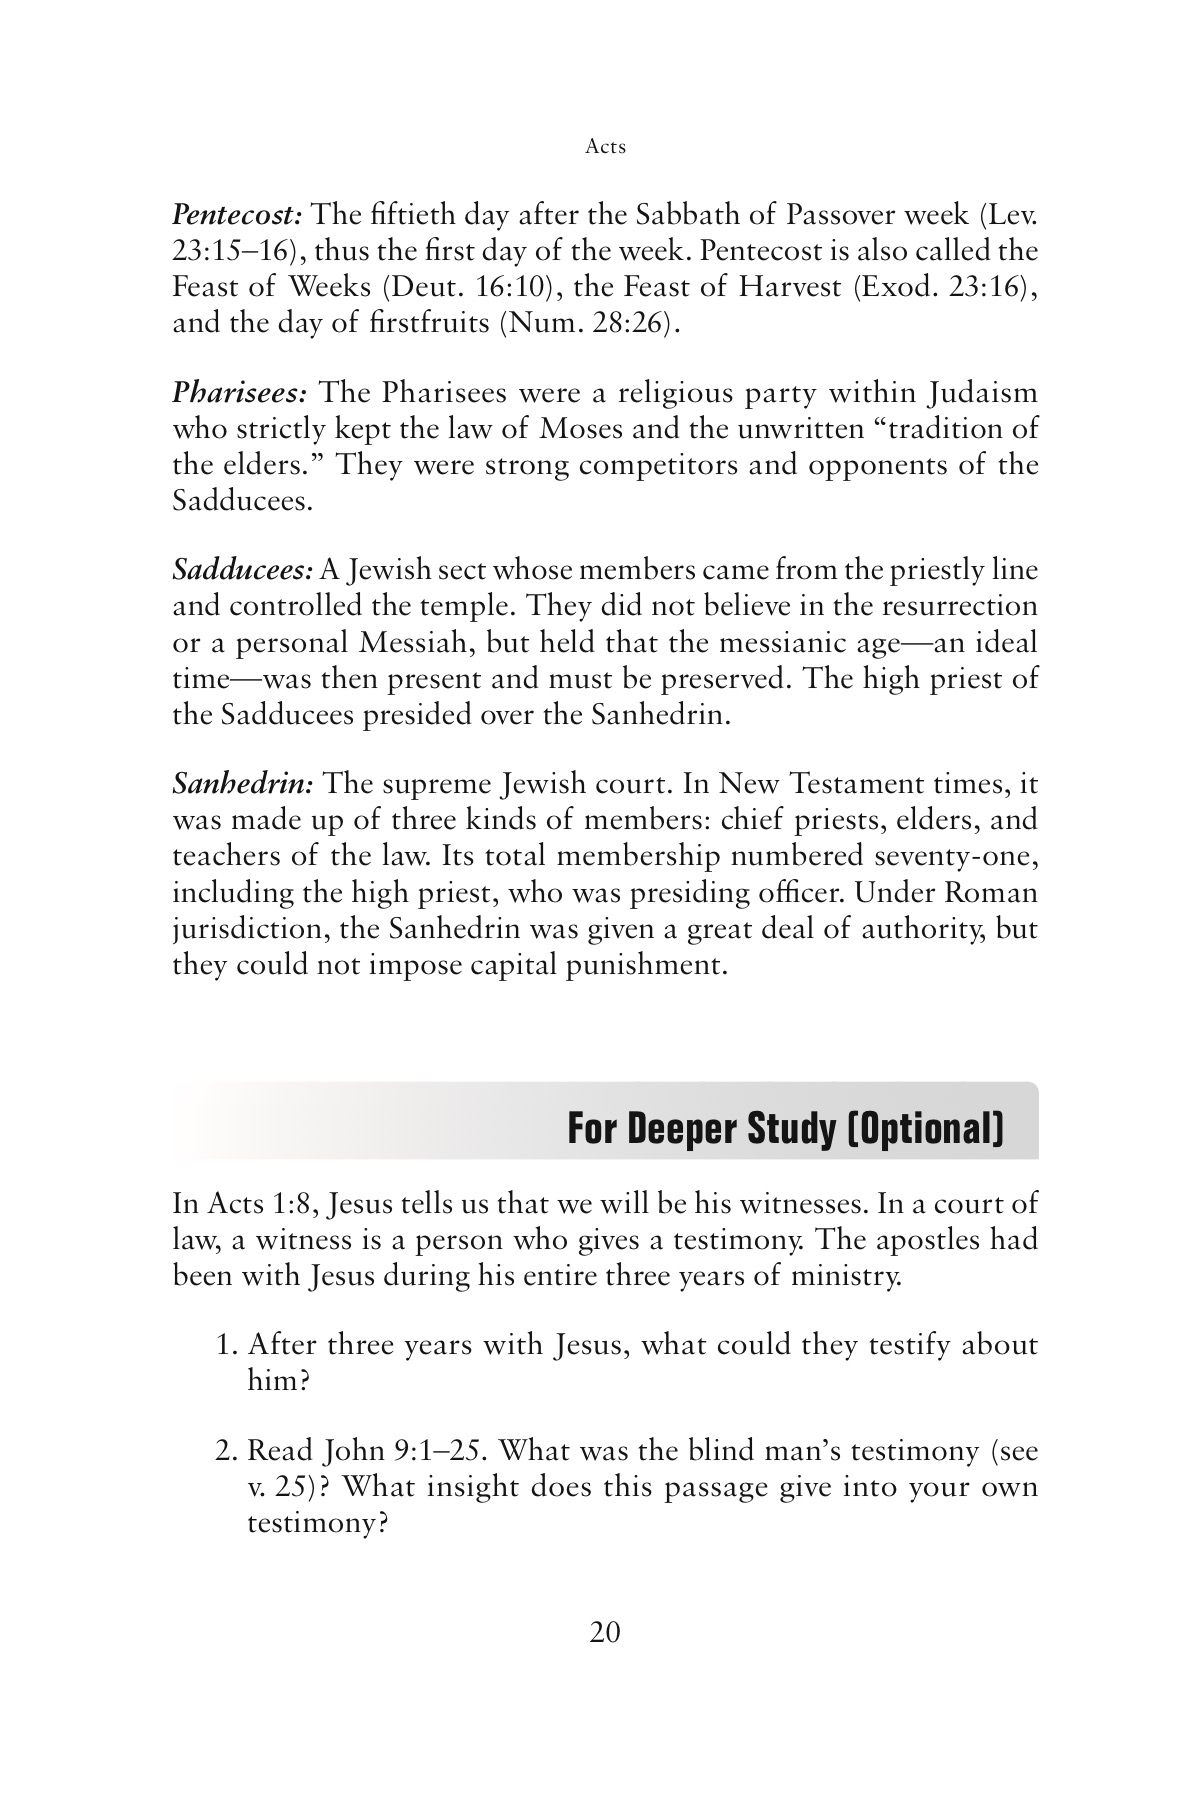 Acts
Pentecost: The fiftieth day after the Sabbath of Passover week (Lev.
23:15–16), thus the first day of the week. Pentecost is also called the
Feast of Weeks (Deut. 16:10), the Feast of Harvest (Exod. 23:16),
and the day of firstfruits (Num. 28:26).
Pharisees: The Pharisees were a religious party within Judaism
who strictly kept the law of Moses and the unwritten “tradition of
the elders.” They were strong competitors and opponents of the
Sadducees.
Sadducees: A Jewish sect whose members came from the priestly line
and controlled the temple. They did not believe in the resurrection
or a personal Messiah, but held that the messianic age—an ideal
time—was then present and must be preserved. The high priest of
the Sadducees presided over the Sanhedrin.
Sanhedrin: The supreme Jewish court. In New Testament times, it
was made up of three kinds of members: chief priests, elders, and
teachers of the law. Its total membership numbered seventy-one,
including the high priest, who was presiding officer. Under Roman
jurisdiction, the Sanhedrin was given a great deal of authority, but
they could not impose capital punishment.
For Deeper Study (Optional)
In Acts 1:8, Jesus tells us that we will be his witnesses. In a court of
law, a witness is a person who gives a testimony. The apostles had
been with Jesus during his entire three years of ministry.
1. After three years with Jesus, what could they testify about
him?
2. Read John 9:1–25. What was the blind man’s testimony (see
v. 25)? What insight does this passage give into your own
testimony?
20